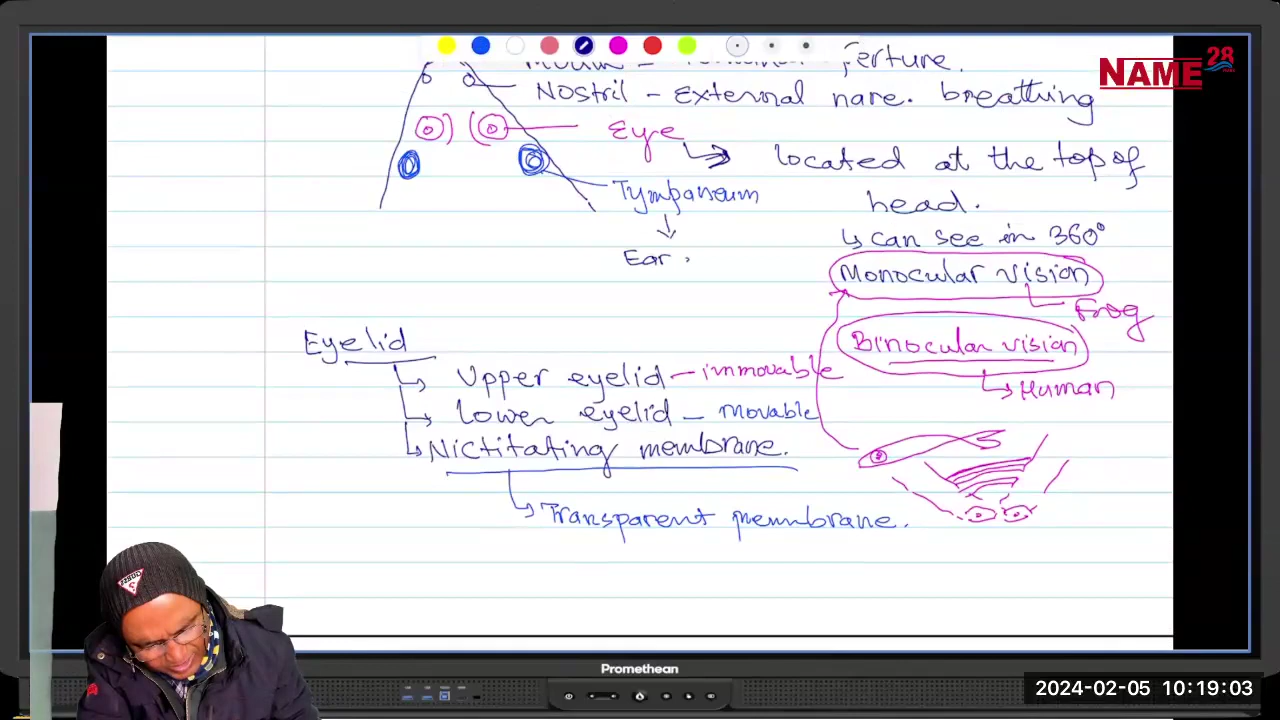 NAME 28
ferture.
Nostril - External nare. breathing
Eye
located at the top of
head.
Tympaneum
↳ can see in 360°
Ear
Monocular vision
Frog
Eyelid
Binocular vision
Upper eyelid - immovable
Human
Lower eyelid - Movable
Nictitating membrane.
Transparent membrane.
Promethean
2024-02-05 10:19:03